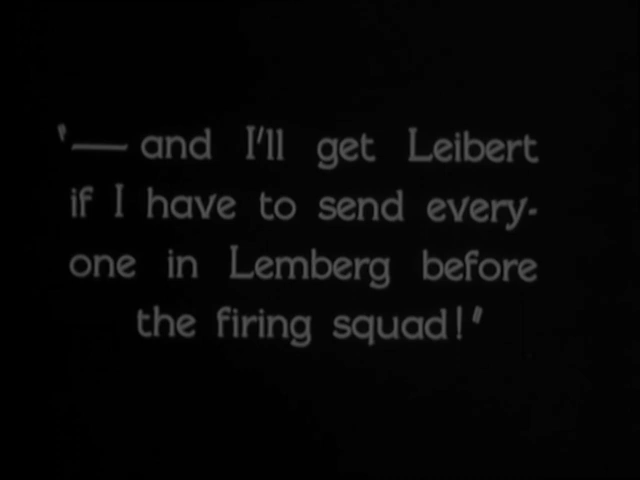 "— and I'll get Leibert
if I have to send every-
one in Lemberg before
the firing squad!"